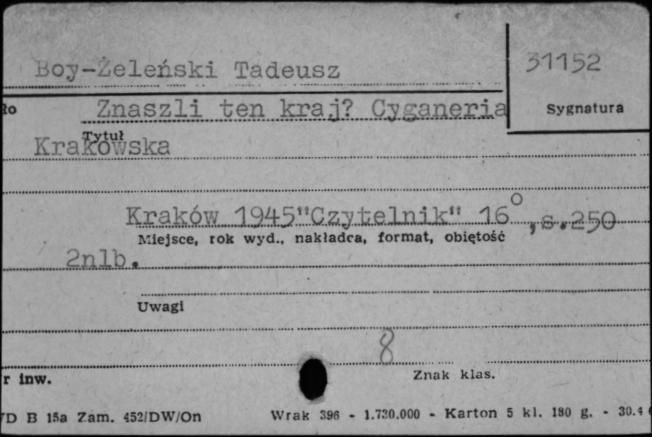 Boy-Żeleński Tadeusz
31152
ło Znaszli ten kraj? Cyganeria
Sygnatura
Tytuł
Krakowska
Kraków 1945"Czytelnik" 16°,s.250
Miejsce, rok wyd., nakładca, format, obiętość
2nlb.
Uwagi
8
r inw.
Znak klas.
/D B 15a Zam. 452/DW/On Wrak 396 - 1.730.000 - Karton 5 kl. 180 g. - 30.4